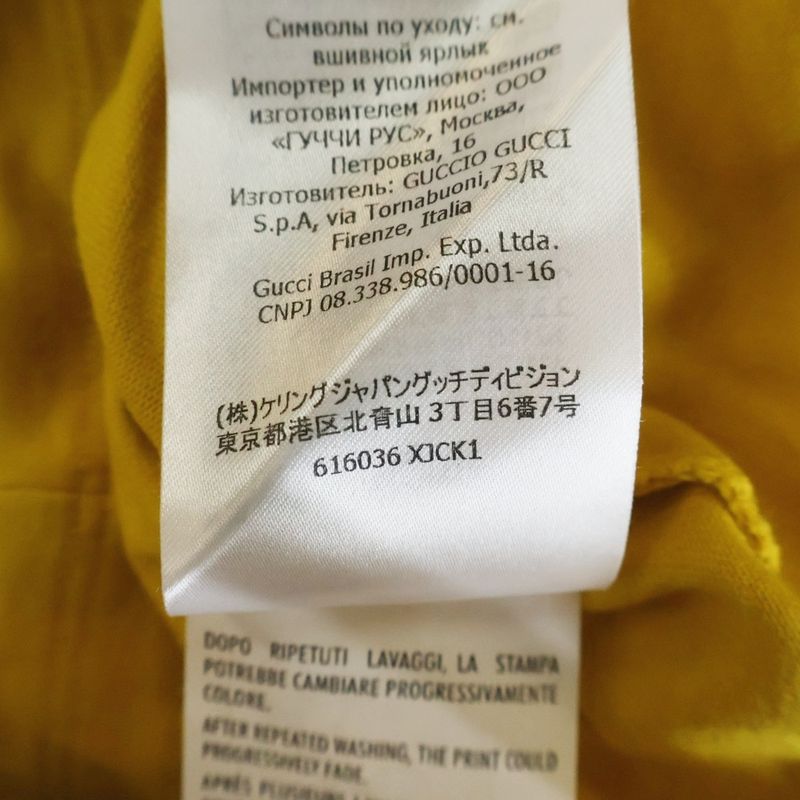 Символы по уходу: см.
вшивной ярлык
Импортер и уполномоченное
изготовителем лицо: ООО
«ГУЧЧИ РУС», Москва,
Петровка, 16
Изготовитель: GUCCIO GUCCI
S.p.A, via Tornabuoni,73/R
Firenze, Italia
Gucci Brasil Imp. Exp. Ltda.
CNPJ 08.338.986/0001-16
(株)ケリングジャパングッチディビジョン
東京都港区北青山 3丁目6番7号
616036 XJCK1
DOPO RIPETUTI LAVAGGI, LA STAMPA
POTREBBE CAMBIARE PROGRESSIVAMENTE
COLORE.
AFTER REPEATED WASHING, THE PRINT COULD
PROGRESSIVELY FADE.
APRÈS PLUSIEURS